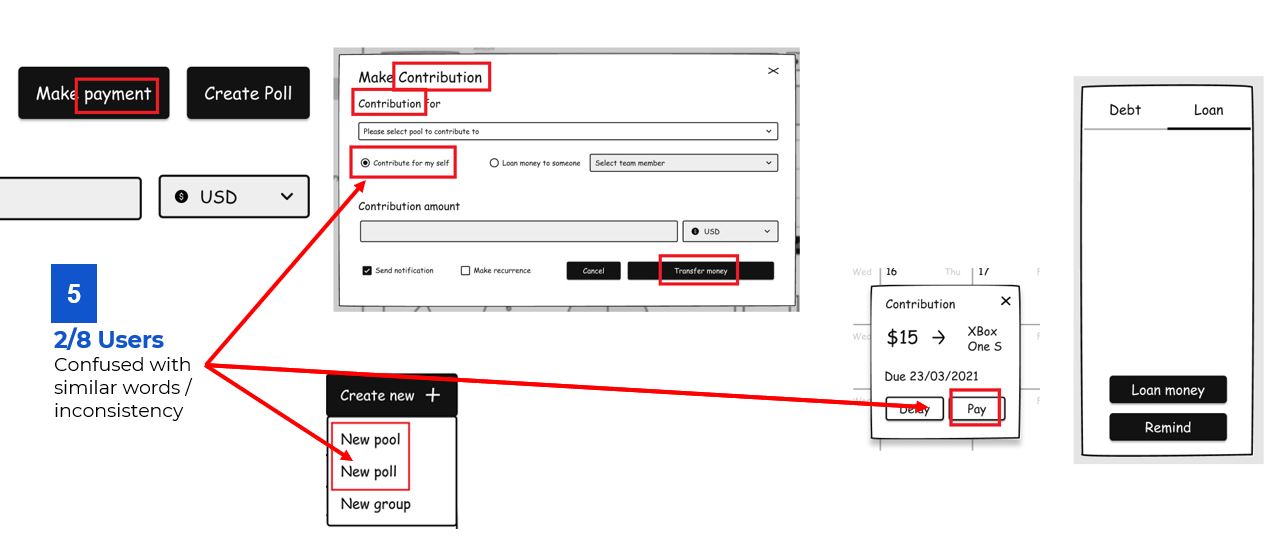 Make payment
Create Poll
USD
5
2/8 Users
Confused with
similar words /
inconsistency
Make Contribution
Contribution for
Please select pool to contribute to
Contribute for my self
Loan money to someone
Select team member
Contribution amount
USD
Send notification
Make recurrence
Cancel
Transfer money
Create new
New pool
New poll
New group
Wed 16 Thu 17 F
Wed
Contribution
$15
XBox
One S
Due 23/03/2021
Delay
Pay
Debt
Loan
Loan money
Remind